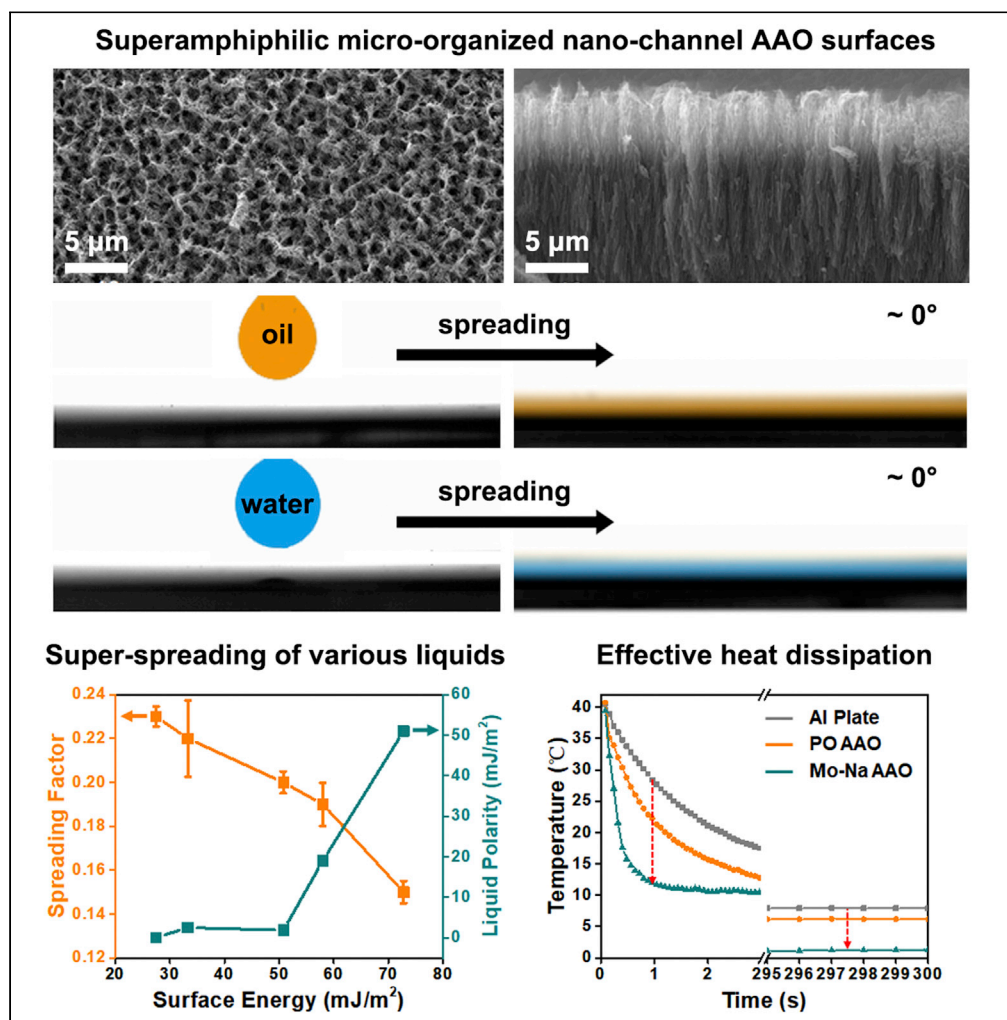 Superamphiphilic micro-organized nano-channel AAO surfaces
5 μm
5 μm
oil
spreading
~ 0°
water
spreading
~ 0°
Super-spreading of various liquids
Effective heat dissipation
0.24
0.22
0.20
0.18
0.16
0.14
0.12
Spreading Factor
60
50
40
30
20
10
0
Liquid Polarity (mJ/m²)
20 30 40 50 60 70 80
Surface Energy (mJ/m²)
40
35
30
25
20
15
10
5
0
Temperature (℃)
Al Plate
PO AAO
Mo-Na AAO
0 1 2 295 296 297 298 299 300
Time (s)